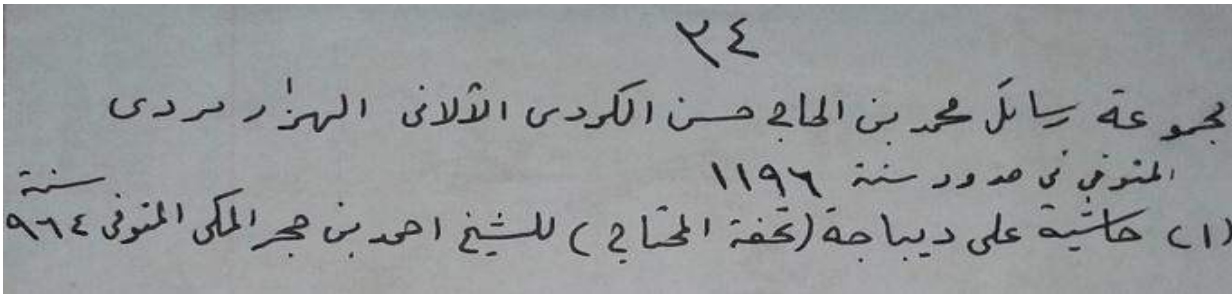 ٣٤
مجموعة رسائل محمد بن الحاج حسن الكردى الآلانى الهزار مردى
المتوفى فى حدود سنة ١١٩٦
(١) حاشية على ديباجة (تحفة المحتاج) للشيخ احمد بن حجر المكى المتوفى سنة ٩٦٤